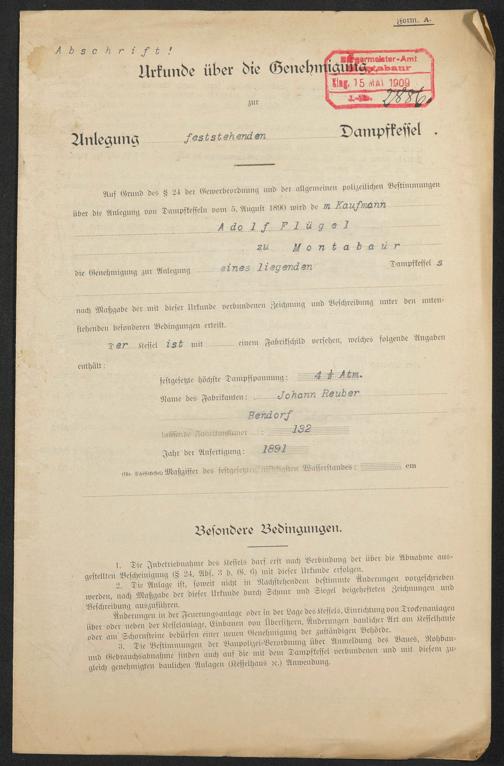 Form. A.
Abschrift!
Bürgermeister-Amt
Montabaur
Urkunde über die Genehmigung
Eing. 15 MAI 1909
2886.
zur
Anlegung feststehenden Dampfkessel .
Auf Grund des § 24 der Gewerbeordnung und der allgemeinen polizeilichen Bestimmungen
über die Anlegung von Dampfkesseln vom 5. August 1890 wird de m Kaufmann
Adolf Flügel
zu Montabaur
die Genehmigung zur Anlegung eines liegenden Dampfkessel s
nach Maßgabe der mit dieser Urkunde verbundenen Zeichnung und Beschreibung unter den unten-
stehenden besonderen Bedingungen erteilt.
Der Kessel ist mit einem Fabrikschild versehen, welches folgende Angaben
enthält:
festgesetzte höchste Dampfspannung: 4 ½ Atm.
Name des Fabrikanten: Johann Reuber
Bendorf
laufende Fabriknummer : 132
Jahr der Anfertigung: 1891
Maßziffer des festgesetzten niedrigsten Wasserstandes: cm
Besondere Bedingungen.
1. Die Inbetriebnahme des Kessels darf erst nach Verbindung der über die Abnahme aus-
gestellten Bescheinigung (§ 24, Abs. 3 d. G. O.) mit dieser Urkunde erfolgen.
2. Die Anlage ist, soweit nicht in Nachstehendem bestimmte Änderungen vorgeschrieben
werden, nach Maßgabe der dieser Urkunde durch Schnur und Siegel beigehefteten Zeichnungen und
Beschreibung auszuführen.
Änderungen in der Feuerungsanlage oder in der Lage des Kessels, Einrichtung von Trockenanlagen
über oder neben der Kesselanlage, Einbauen von Überhitzern, Änderungen baulicher Art am Kesselhause
oder am Schornsteine bedürfen einer neuen Genehmigung der zuständigen Behörde.
3. Die Bestimmungen der Baupolizei-Verordnung über Anmeldung des Baues, Rohbau-
und Gebrauchsabnahme finden auch auf die mit dem Dampfkessel verbundenen und mit diesem zu-
gleich genehmigten baulichen Anlagen (Kesselhaus ꝛc.) Anwendung.